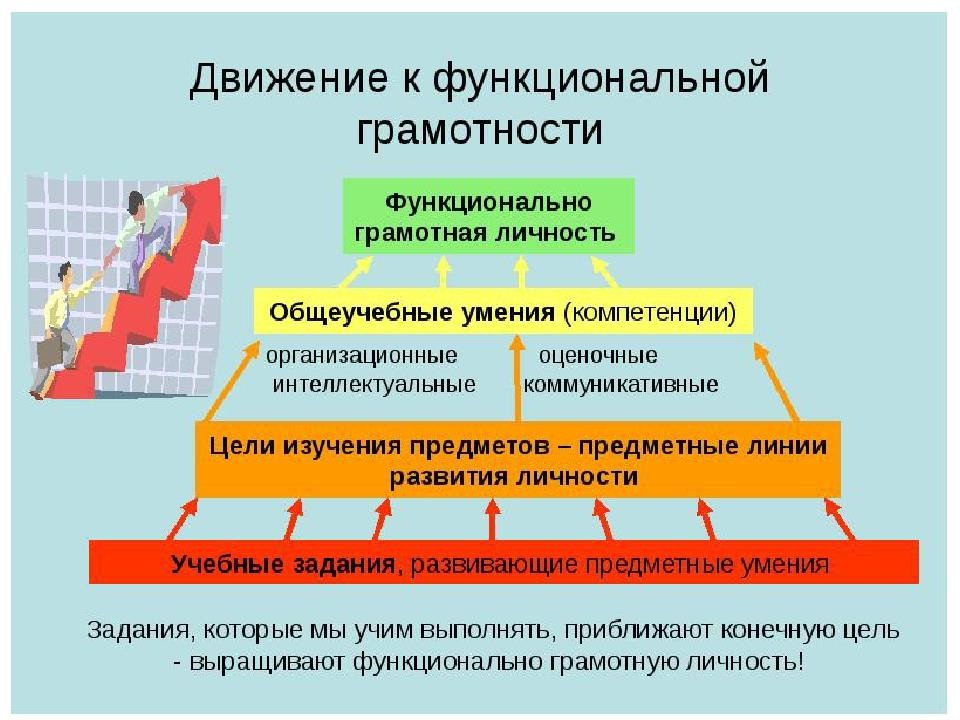 Движение к функциональной
грамотности
Функционально
грамотная личность
Общеучебные умения (компетенции)
организационные оценочные
интеллектуальные коммуникативные
Цели изучения предметов – предметные линии
развития личности
Учебные задания, развивающие предметные умения
Задания, которые мы учим выполнять, приближают конечную цель
- выращивают функционально грамотную личность!